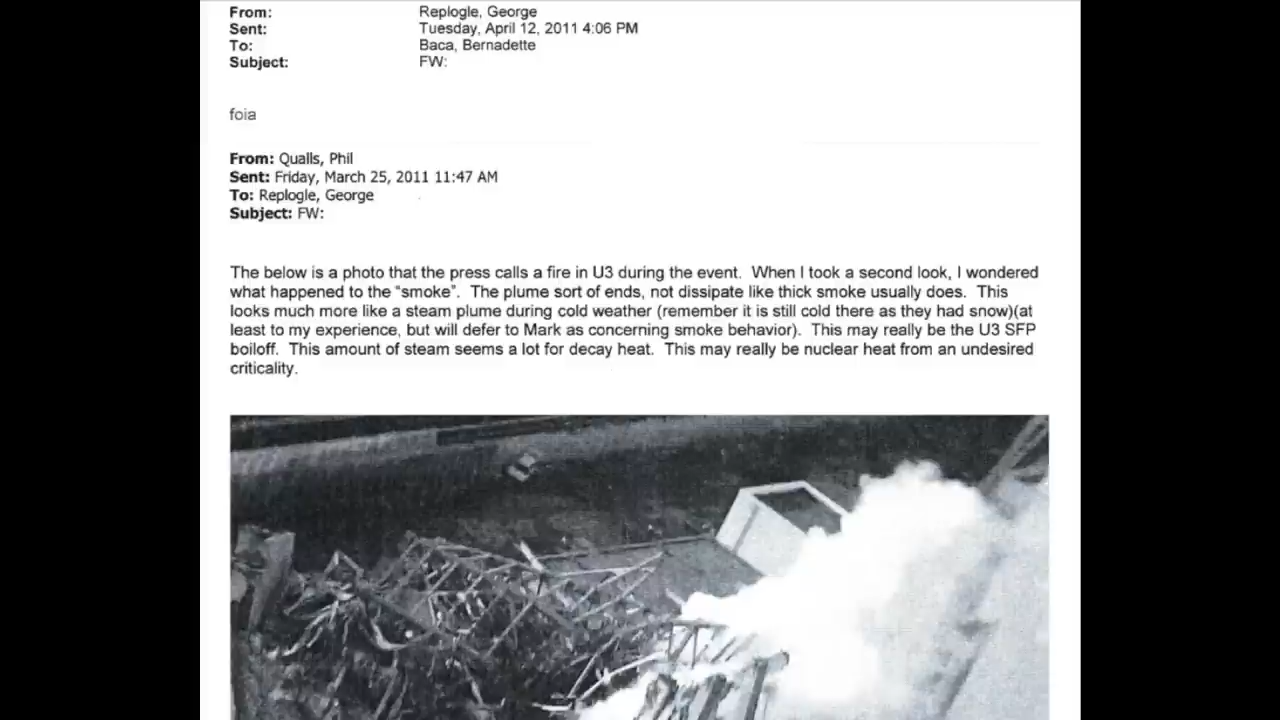 From: Replogle, George
Sent: Tuesday, April 12, 2011 4:06 PM
To: Baca, Bernadette
Subject: FW:
foia
From: Qualls, Phil
Sent: Friday, March 25, 2011 11:47 AM
To: Replogle, George
Subject: FW:
The below is a photo that the press calls a fire in U3 during the event.  When I took a second look, I wondered
what happened to the “smoke”.  The plume sort of ends, not dissipate like thick smoke usually does.  This
looks much more like a steam plume during cold weather (remember it is still cold there as they had snow)(at
least to my experience, but will defer to Mark as concerning smoke behavior).  This may really be the U3 SFP
boiloff.  This amount of steam seems a lot for decay heat.  This may really be nuclear heat from an undesired
criticality.